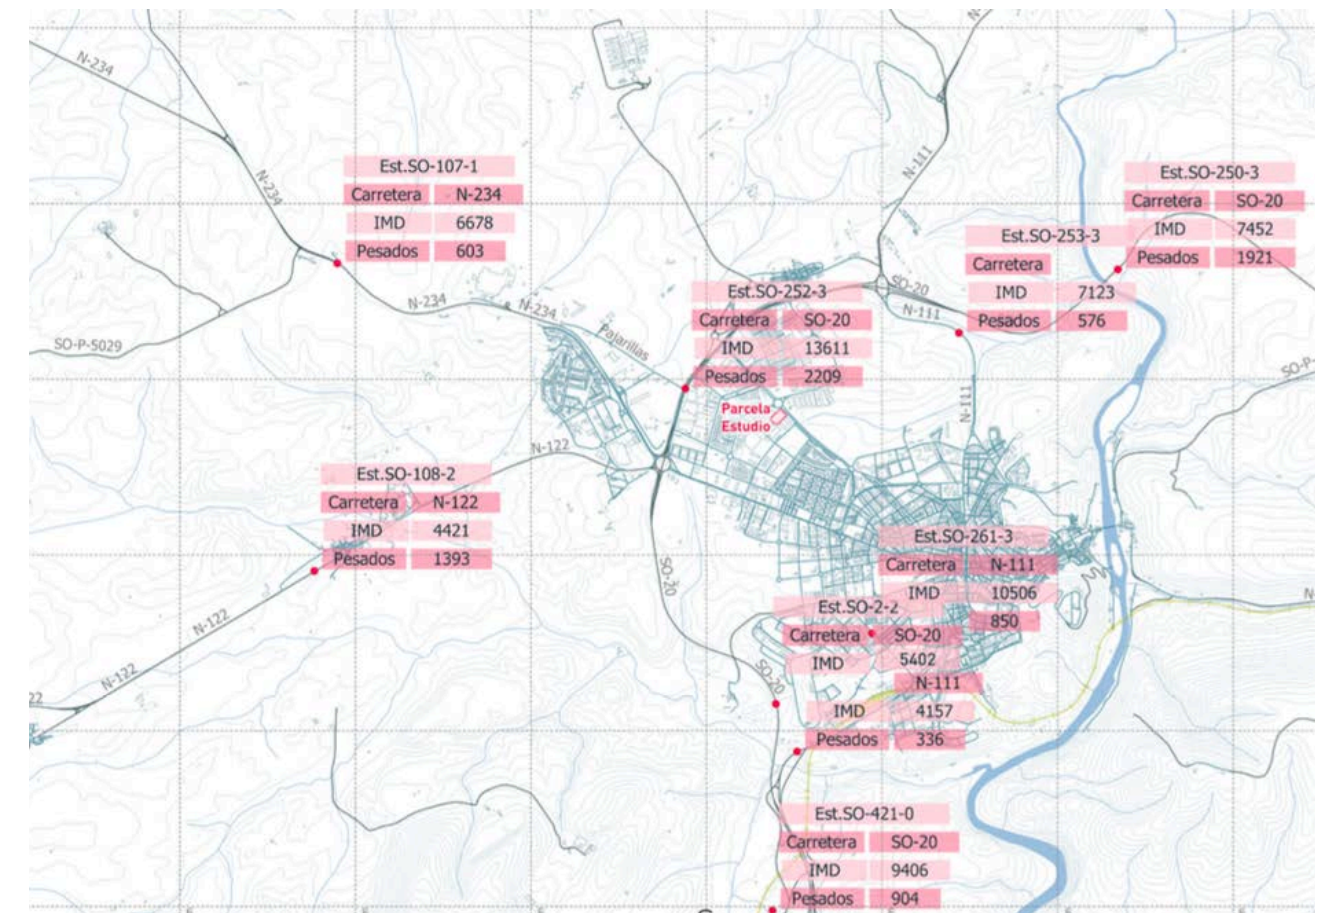 N-234
N-
N-111
N-234
Est.SO-107-1
Carretera N-234
IMD 6678
Pesados 603
Est.SO-250-3
Carretera SO-20
IMD 7452
Pesados 1921
Est.SO-253-3
Carretera
IMD 7123
Pesados 576
SO-20
N-111
N-234
N-234
Pajarillas
SO-P-5029
Est.SO-252-3
Carretera SO-20
IMD 13611
Pesados 2209
SO-P-
N-111
Parcela
Estudio
N-122
Est.SO-108-2
Carretera N-122
IMD 4421
Pesados 1393
SO-20
Est.SO-261-3
Carretera N-111
IMD 10506
850
N-122
Est.SO-2-2
Carretera SO-20
IMD 5402
N-111
IMD 4157
Pesados 336
SO-20
N-122
22
N
Est.SO-421-0
Carretera SO-20
IMD 9406
Pesados 904